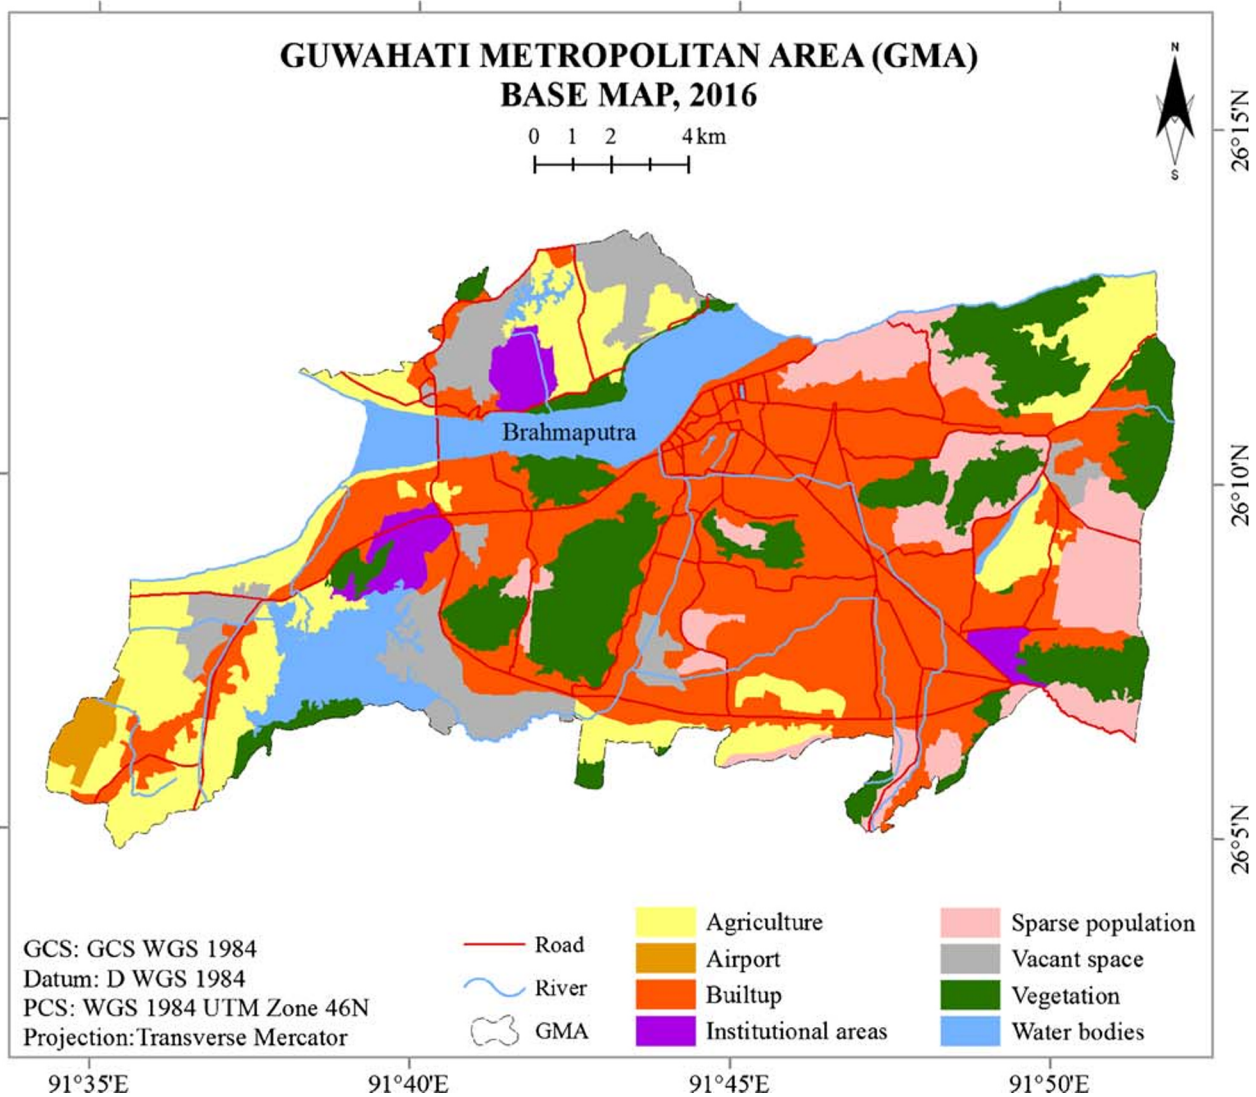 GUWAHATI METROPOLITAN AREA (GMA)
BASE MAP, 2016
0 1 2 4 km
N
S
26°15'N
Brahmaputra
26°10'N
26°5'N
GCS: GCS WGS 1984
Datum: D WGS 1984
PCS: WGS 1984 UTM Zone 46N
Projection:Transverse Mercator
Road
River
GMA
Agriculture
Airport
Builtup
Institutional areas
Sparse population
Vacant space
Vegetation
Water bodies
91°35'E 91°40'E 91°45'E 91°50'E